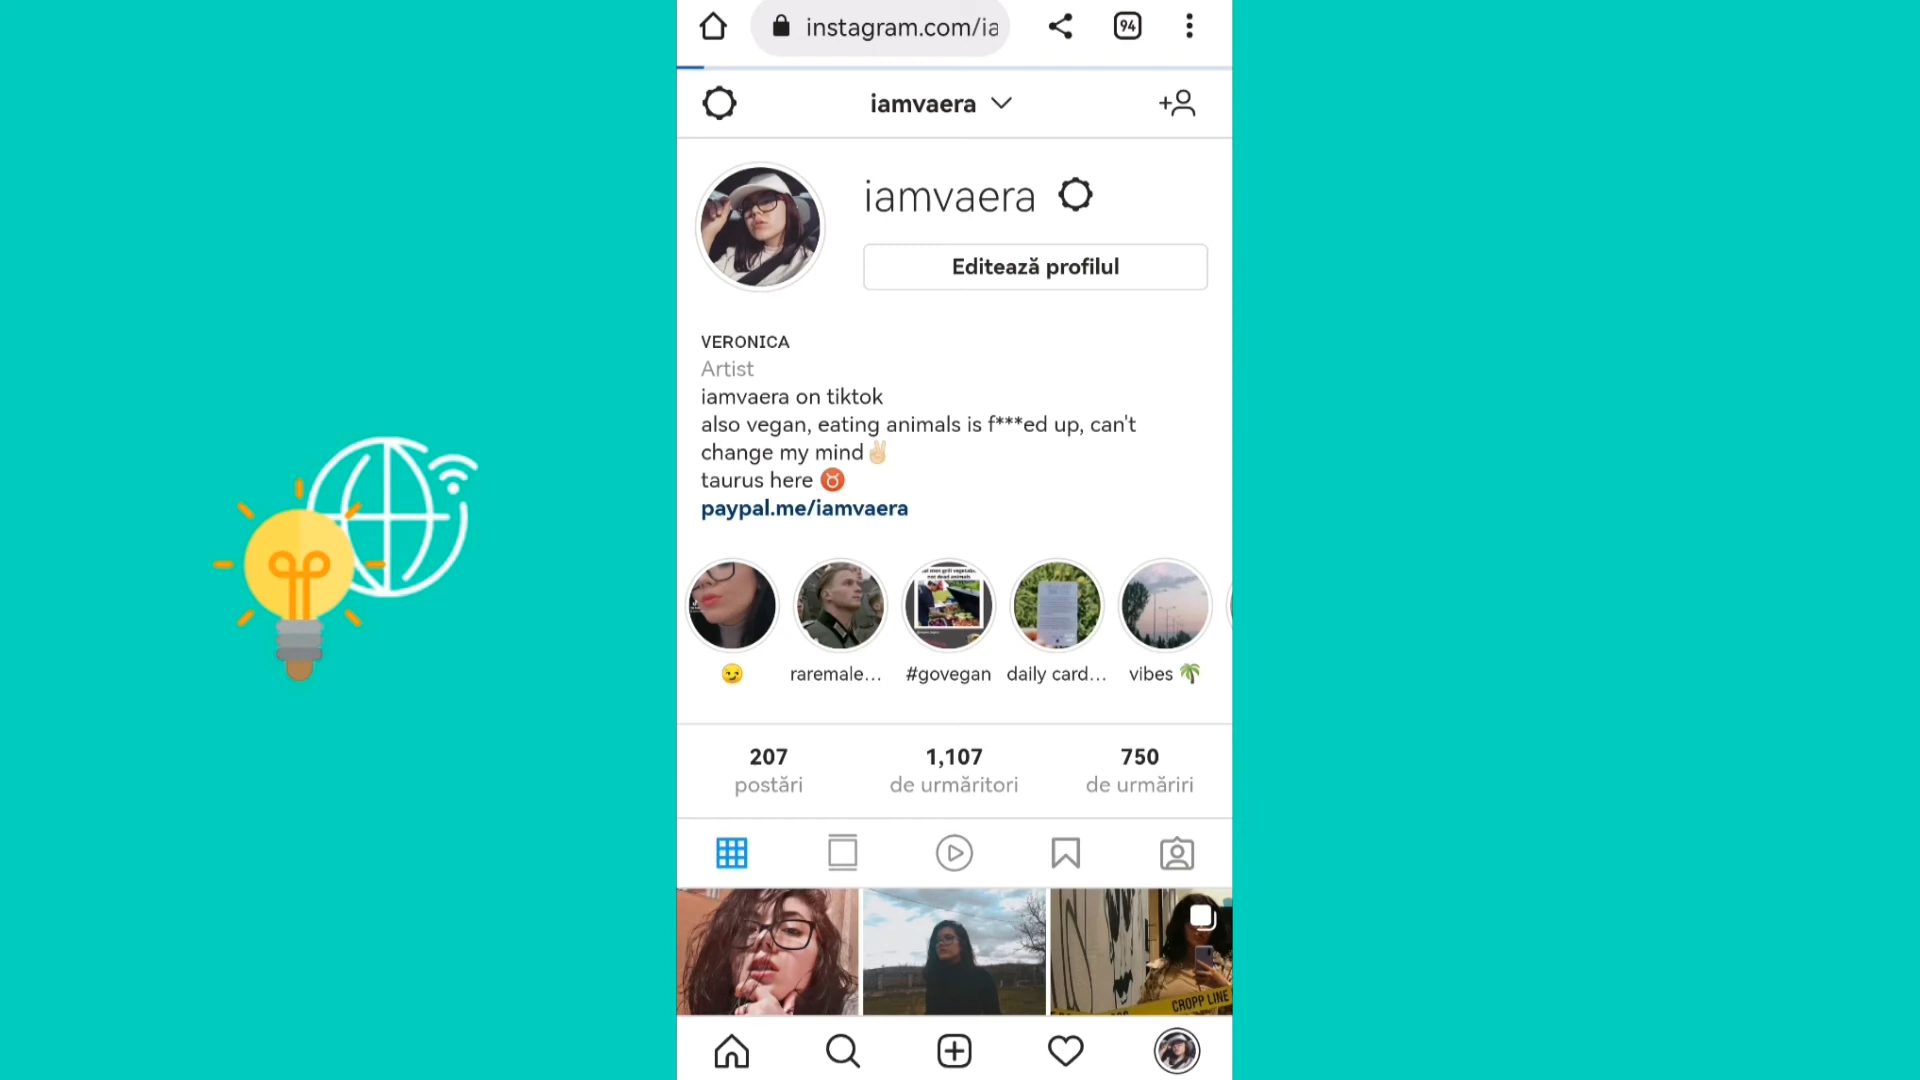 instagram.com/ia
94
iamvaera
iamvaera
Editează profilul
VERONICA
Artist
iamvaera on tiktok
also vegan, eating animals is f***ed up, can't
change my mind✌🏻
taurus here ♉
paypal.me/iamvaera
😏 raremale... #govegan daily card... vibes 🌴
207 1,107 750
postări de urmăritori de urmăriri
CROPP LINE